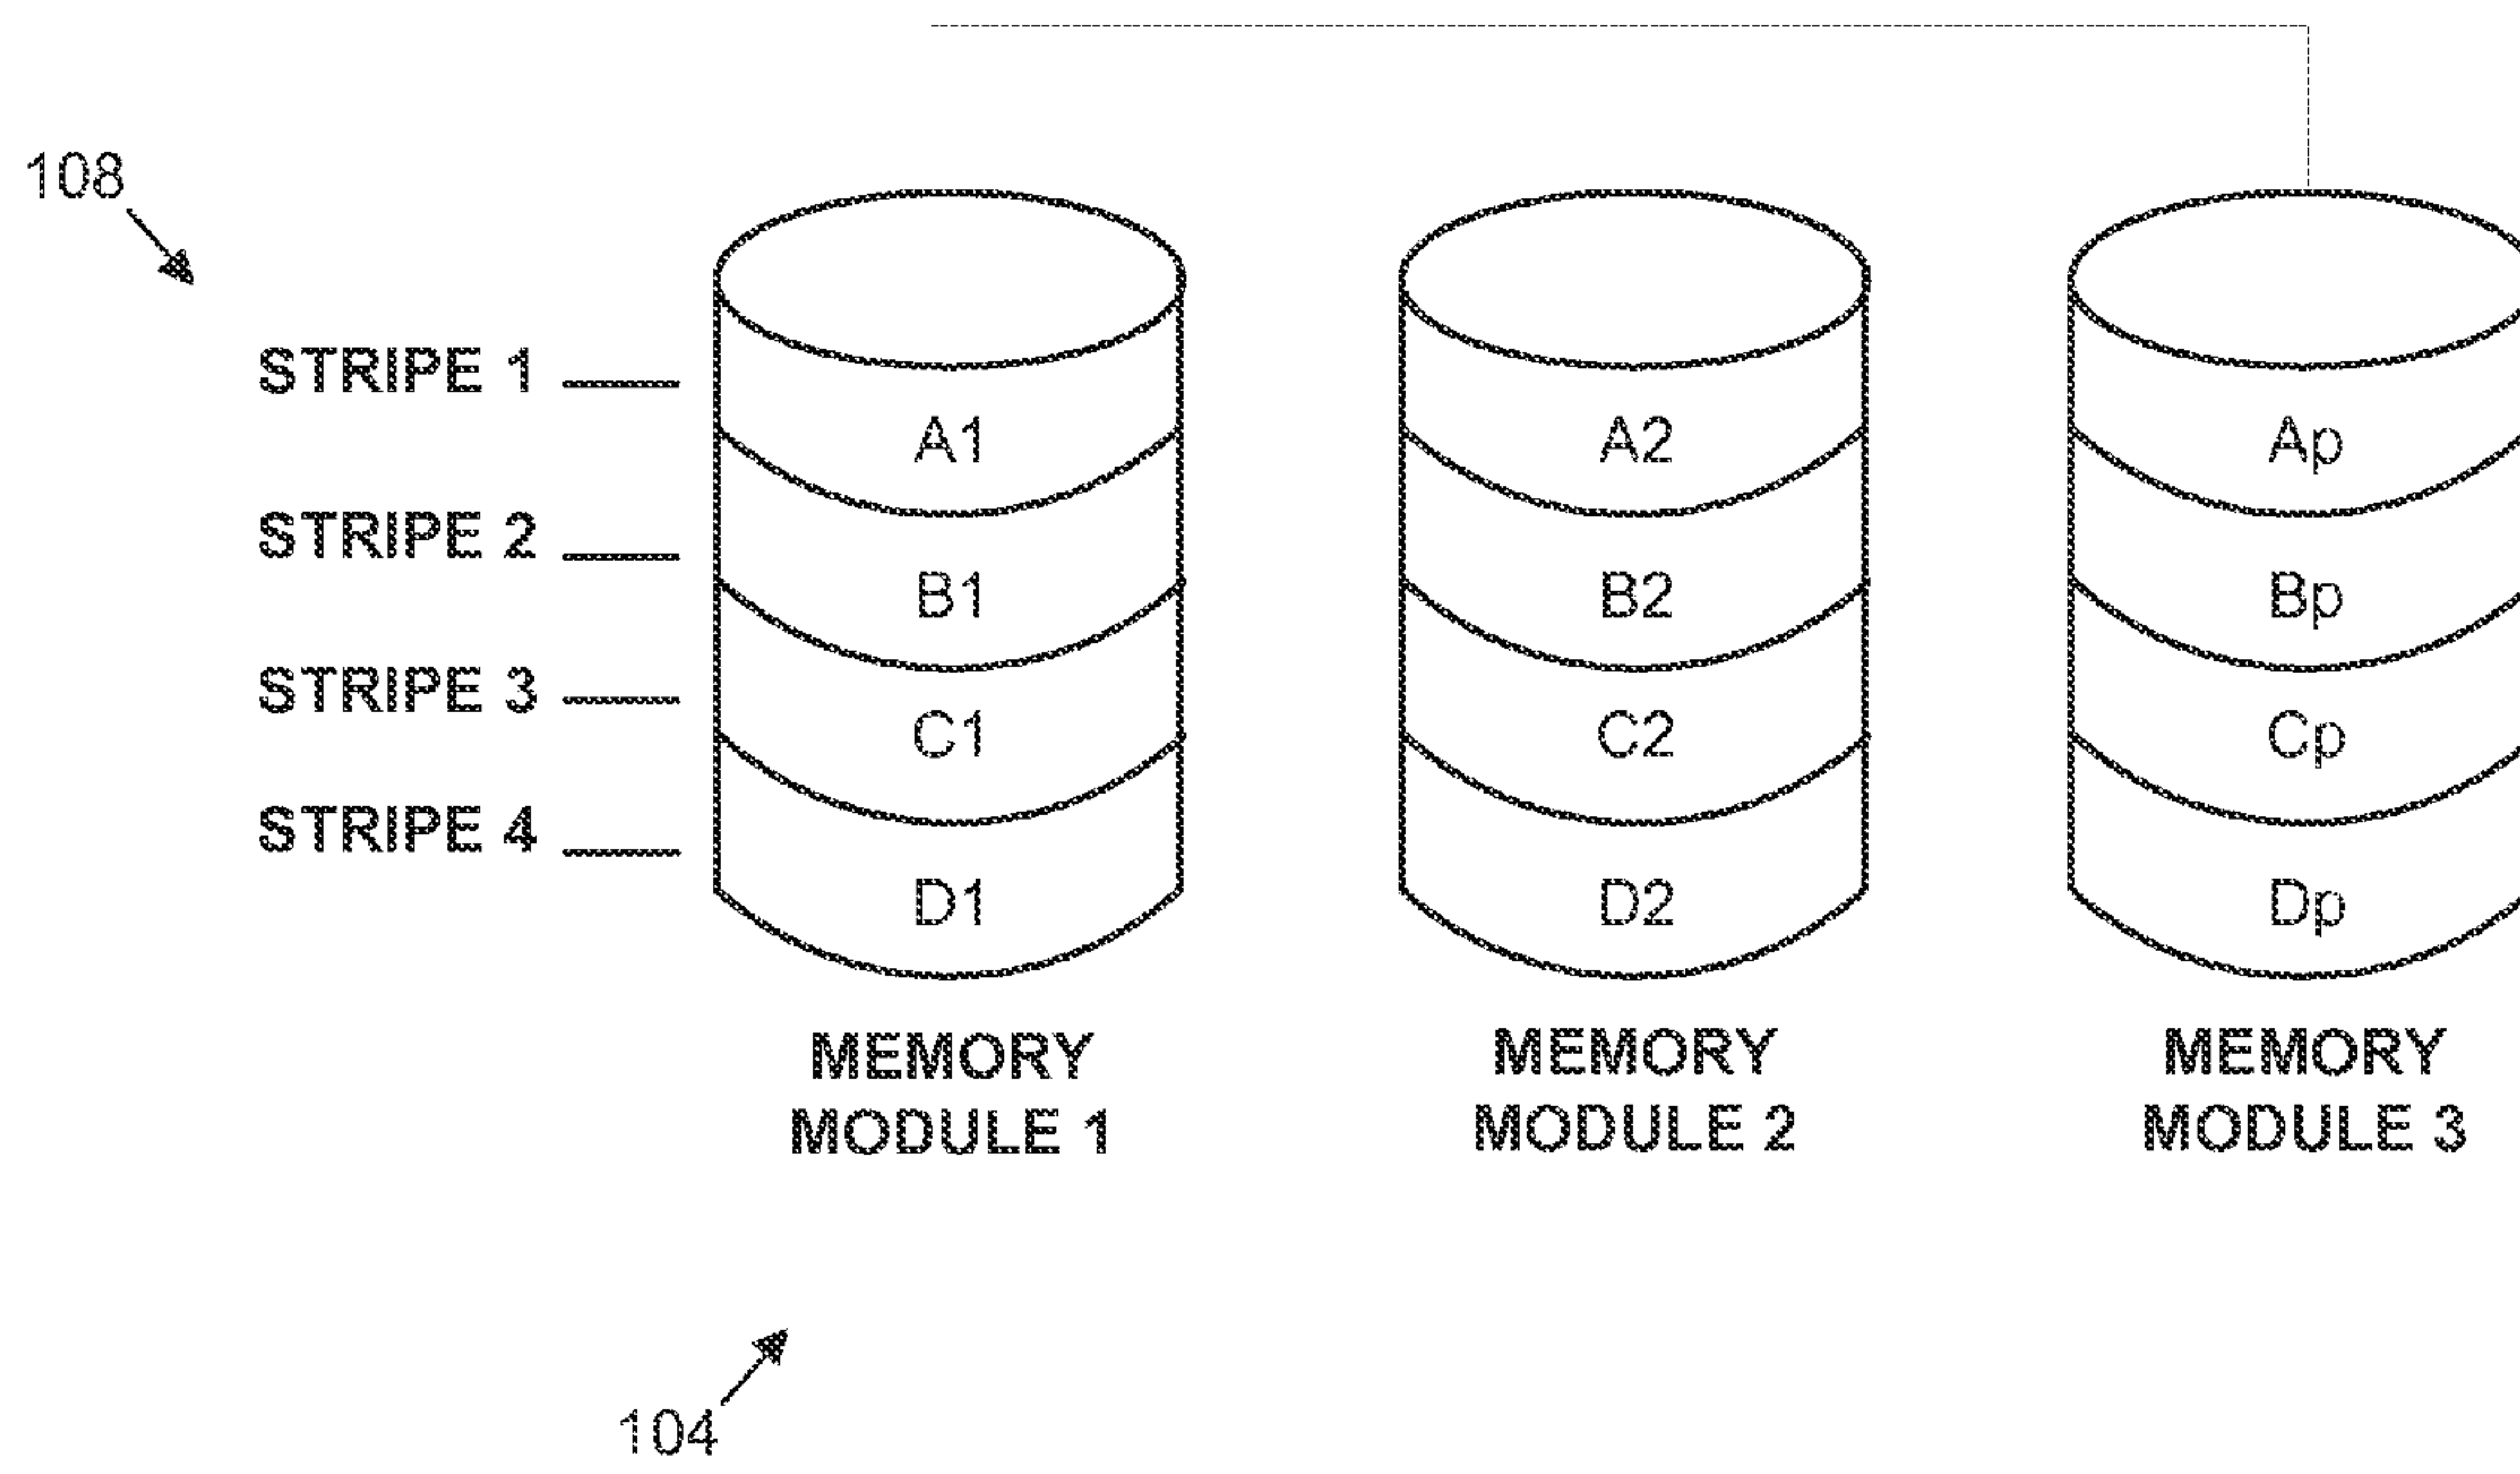 108
STRIPE 1
A1 A2 Ap
STRIPE 2
B1 B2 Bp
STRIPE 3
C1 C2 Cp
STRIPE 4
D1 D2 Dp
MEMORY MODULE 1
MEMORY MODULE 2
MEMORY MODULE 3
104